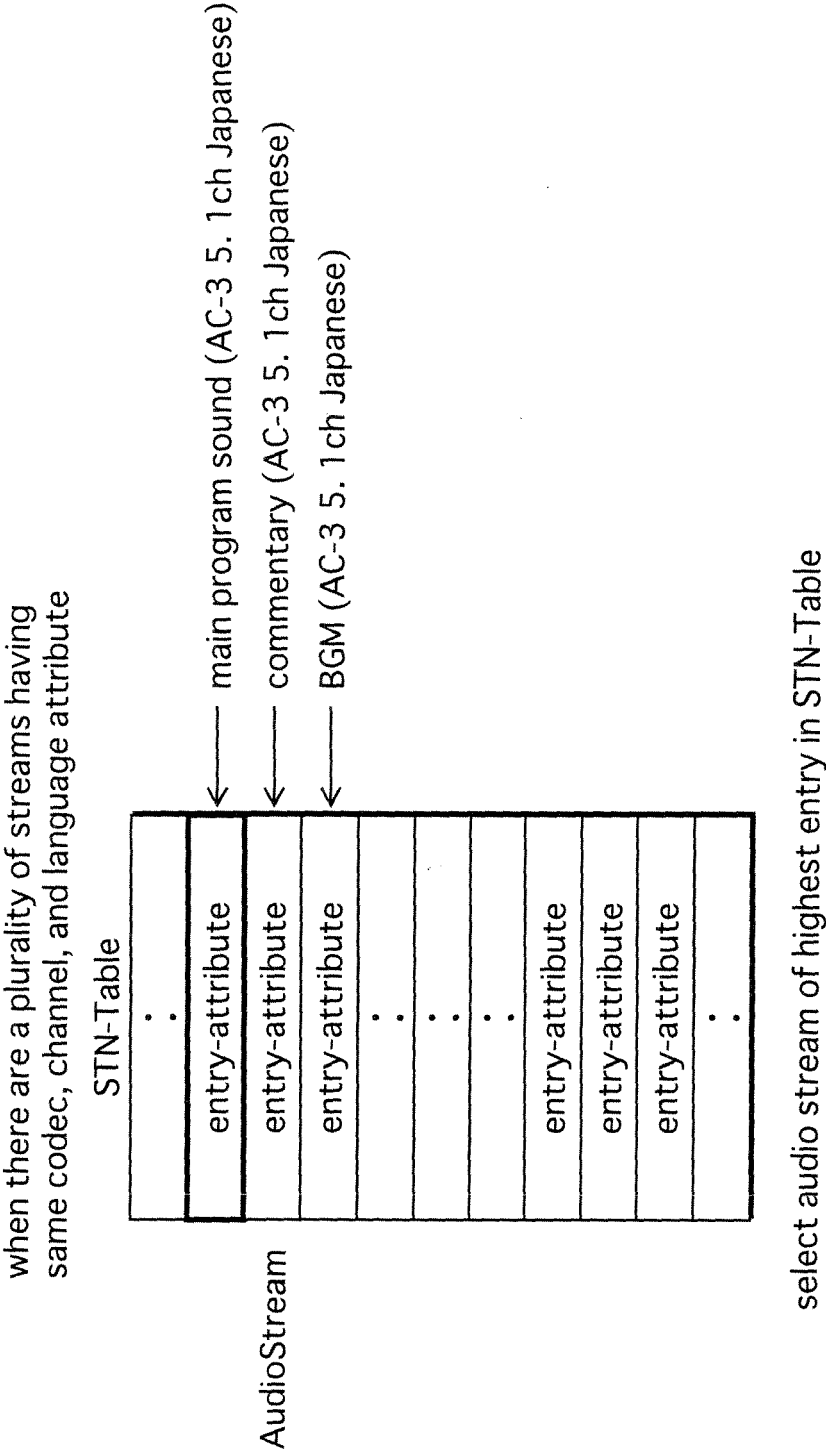 when there are a plurality of streams having
same codec, channel, and language attribute
STN-Table
entry-attribute
main program sound (AC-3 5. 1ch Japanese)
AudioStream
entry-attribute
commentary (AC-3 5. 1ch Japanese)
entry-attribute
BGM (AC-3 5. 1ch Japanese)
entry-attribute
entry-attribute
entry-attribute
select audio stream of highest entry in STN-Table